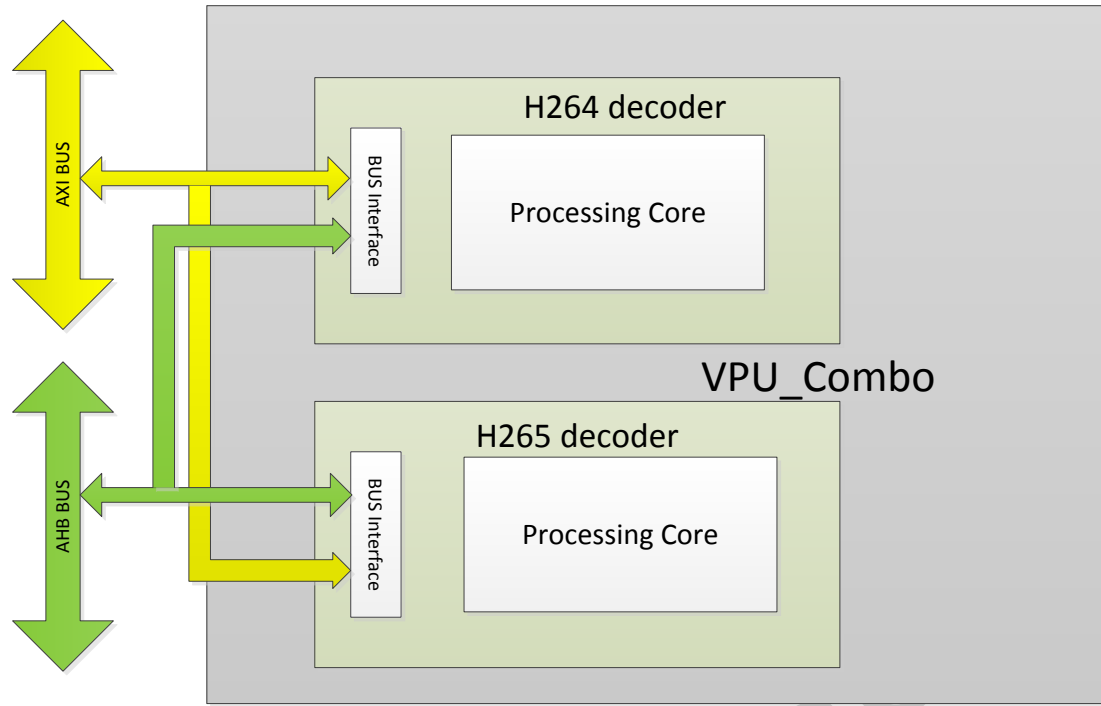 AXI BUS
H264 decoder
BUS Interface
Processing Core
VPU_Combo
AHB BUS
H265 decoder
BUS Interface
Processing Core